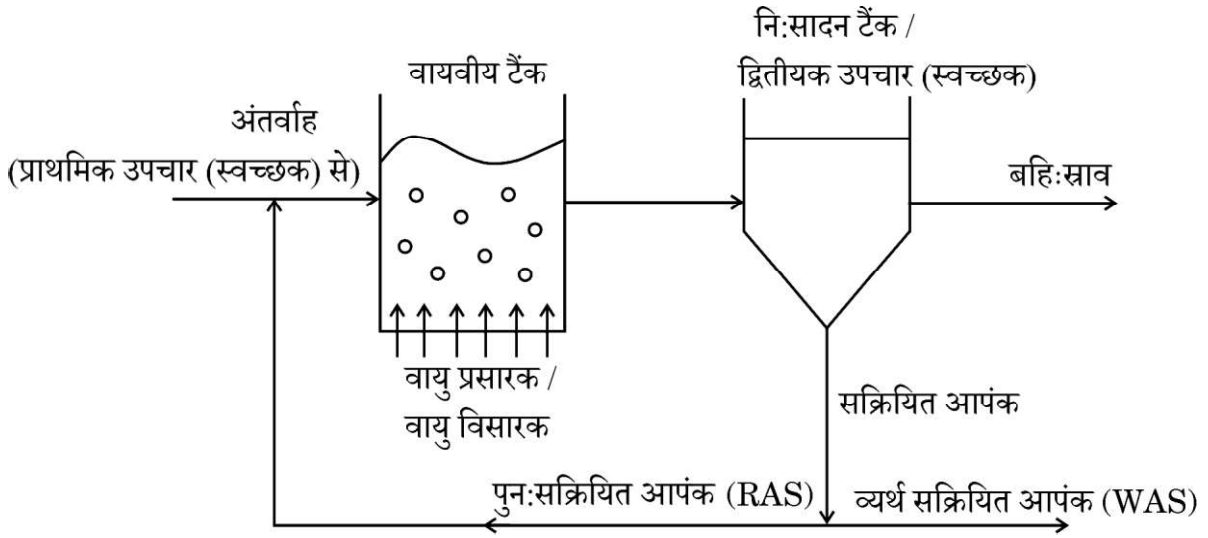 नि:सादन टैंक /
द्वितीयक उपचार (स्वच्छक)
वायवीय टैंक
अंतर्वाह
(प्राथमिक उपचार (स्वच्छक) से)
बहि:स्राव
वायु प्रसारक /
वायु विसारक
सक्रियित आपंक
पुन:सक्रियित आपंक (RAS)
व्यर्थ सक्रियित आपंक (WAS)